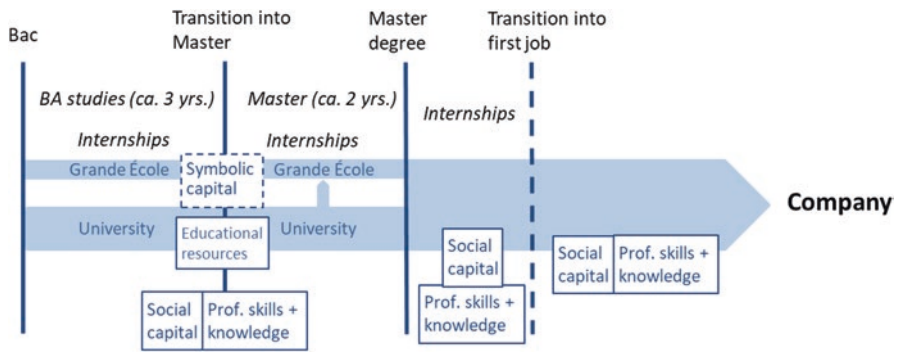 Bac
Transition into
Master
Master
degree
Transition into
first job
BA studies (ca. 3 yrs.)
Master (ca. 2 yrs.)
Internships
Internships
Internships
Grande École
Symbolic
capital
Grande École
University
Educational
resources
University
Company
Social
capital
Prof. skills +
knowledge
Social
capital
Prof. skills +
knowledge
Social
capital
Prof. skills +
knowledge